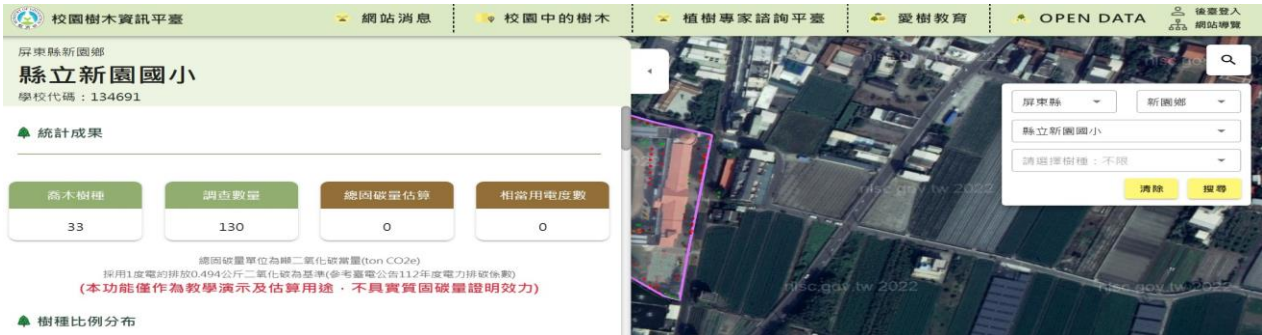 校園樹木資訊平臺
網站消息
校園中的樹木
植樹專家諮詢平臺
愛樹教育
OPEN DATA
後臺登入
網站導覽
屏東縣新園鄉
縣立新園國小
學校代碼：134691
統計成果
喬木樹種
調查數量
總固碳量估算
相當用電度數
33
130
0
0
總固碳量單位為噸二氧化碳當量(ton CO2e)
採用1度電約排放0.494公斤二氧化碳為基準(參考臺電公告112年度電力排碳係數)
(本功能僅作為教學演示及估算用途，不具實質固碳量證明效力)
樹種比例分布
屏東縣
新園鄉
縣立新園國小
請選擇樹種：不限
清除
搜尋
nlsc.gov.tw 2022
nlsc.gov.tw 2022
nlsc.gov.tw 2022